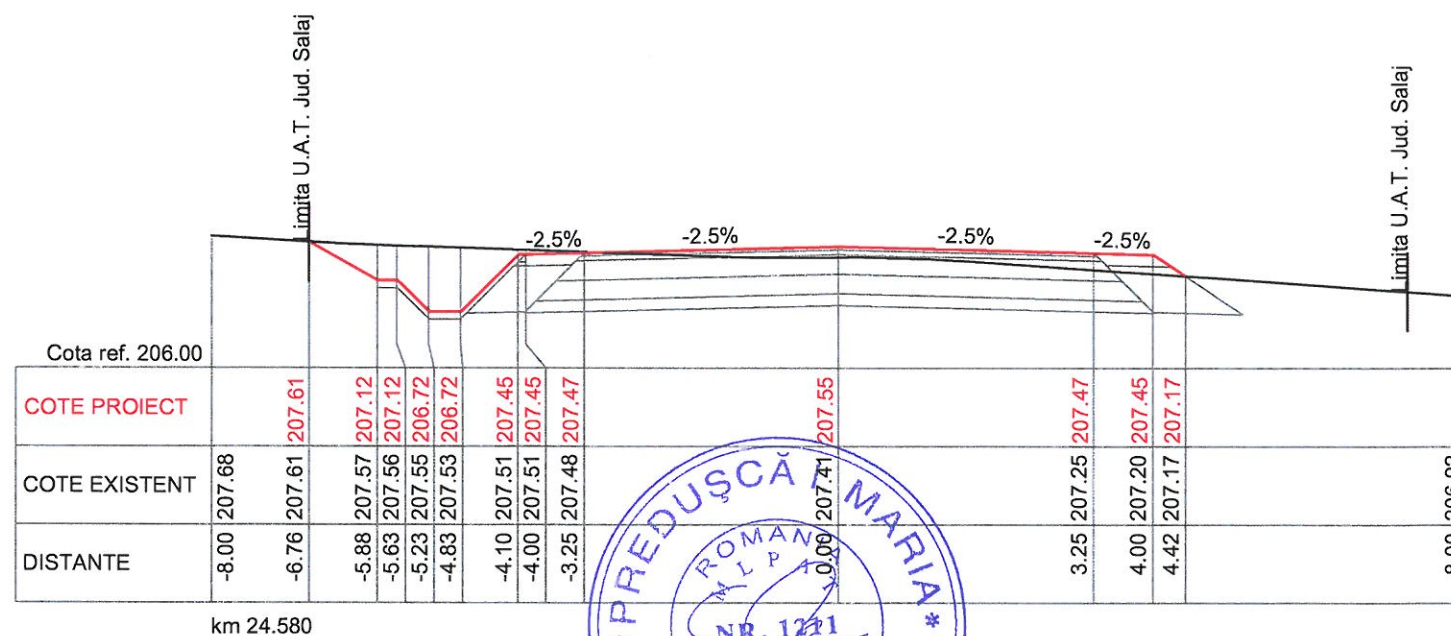 imita U.A.T. Jud. Salaj
imita U.A.T. Jud. Salaj
-2.5% -2.5% -2.5% -2.5%
Cota ref. 206.00
COTE PROIECT 207.61 207.12 207.12 206.72 206.72 207.45 207.45 207.47 207.55 207.47 207.45 207.17
COTE EXISTENT 207.68 207.61 207.57 207.56 207.55 207.53 207.51 207.51 207.48 207.41 207.25 207.20 207.17
DISTANTE -8.00 -6.76 -5.88 -5.63 -5.23 -4.83 -4.10 -4.00 -3.25 0.00 3.25 4.00 4.42
km 24.580
PREDUȘCĂ I MARIA *
ROMANIA
M L P A T
NR. 1211